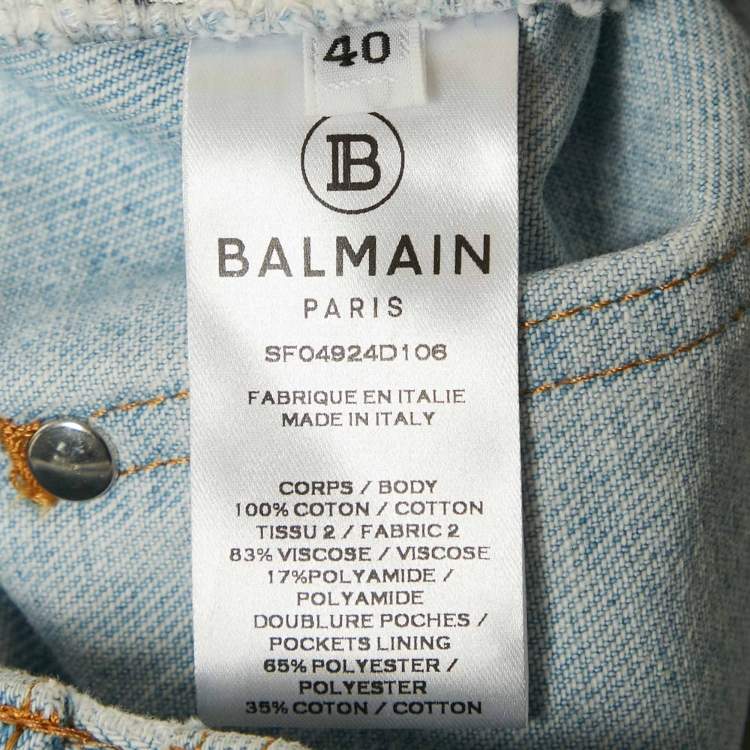 40
B
BALMAIN
PARIS
SF04924D106
FABRIQUE EN ITALIE
MADE IN ITALY
CORPS / BODY
100% COTON / COTTON
TISSU 2 / FABRIC 2
83% VISCOSE / VISCOSE
17%POLYAMIDE /
POLYAMIDE
DOUBLURE POCHES /
POCKETS LINING
65% POLYESTER /
POLYESTER
35% COTON / COTTON